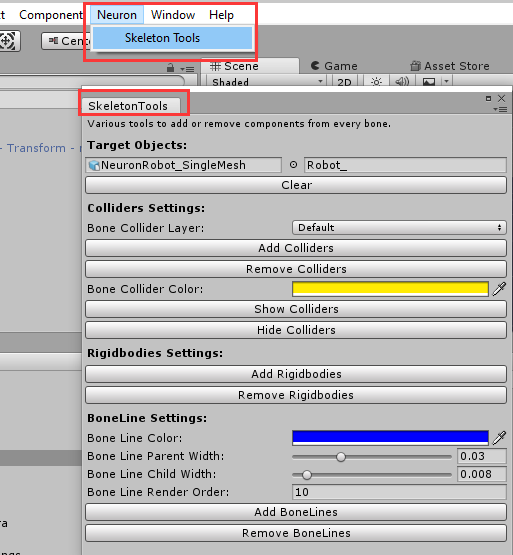 Component Neuron Window Help
Skeleton Tools
Scene Game Asset Store
Shaded 2D
SkeletonTools
Various tools to add or remove components from every bone.
- Transform -
Target Objects:
NeuronRobot_SingleMesh Robot_
Clear
Colliders Settings:
Bone Collider Layer: Default
Add Colliders
Remove Colliders
Bone Collider Color:
Show Colliders
Hide Colliders
Rigidbodies Settings:
Add Rigidbodies
Remove Rigidbodies
BoneLine Settings:
Bone Line Color:
Bone Line Parent Width: 0.03
Bone Line Child Width: 0.008
Bone Line Render Order: 10
Add BoneLines
Remove BoneLines